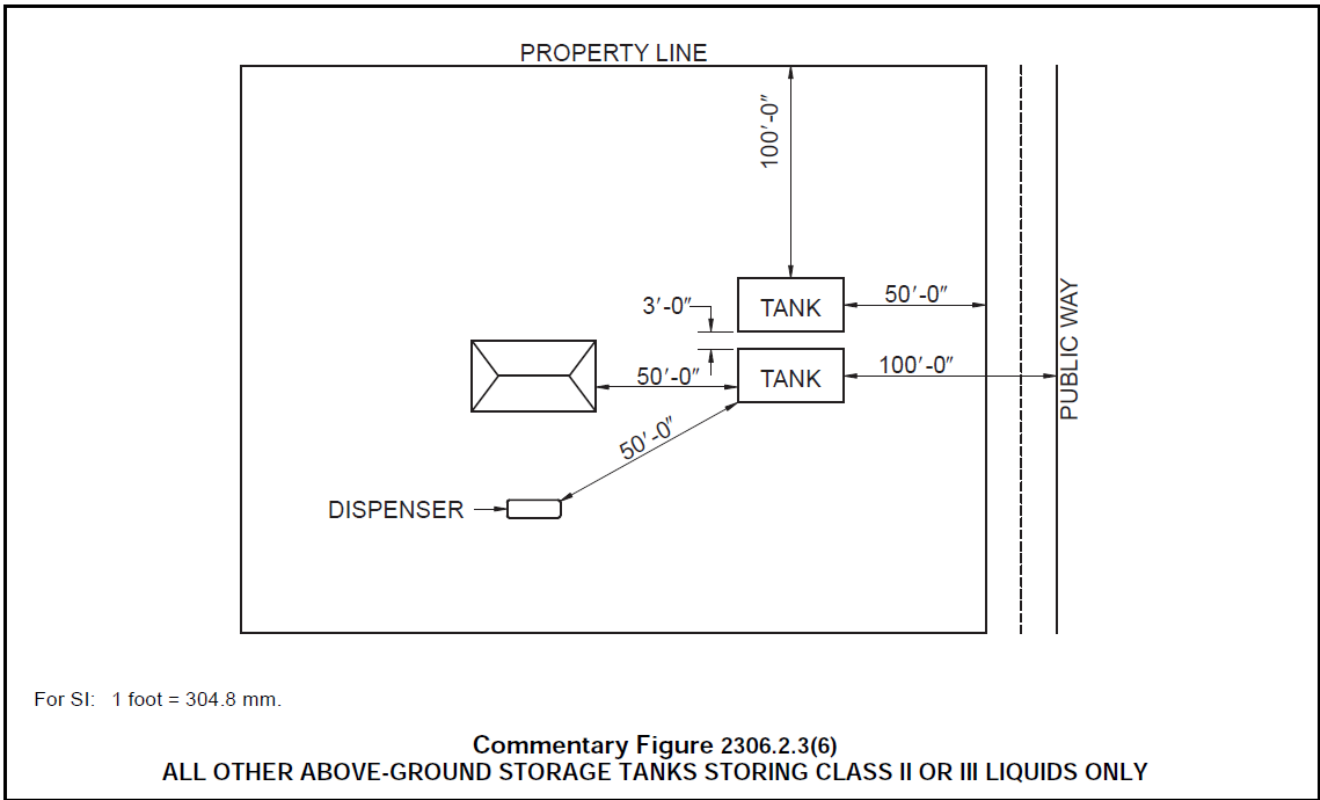 PROPERTY LINE
100'-0"
3'-0"
TANK
50'-0"
50'-0"
TANK
100'-0"
PUBLIC WAY
50'-0"
DISPENSER
For SI: 1 foot = 304.8 mm.
Commentary Figure 2306.2.3(6)
ALL OTHER ABOVE-GROUND STORAGE TANKS STORING CLASS II OR III LIQUIDS ONLY